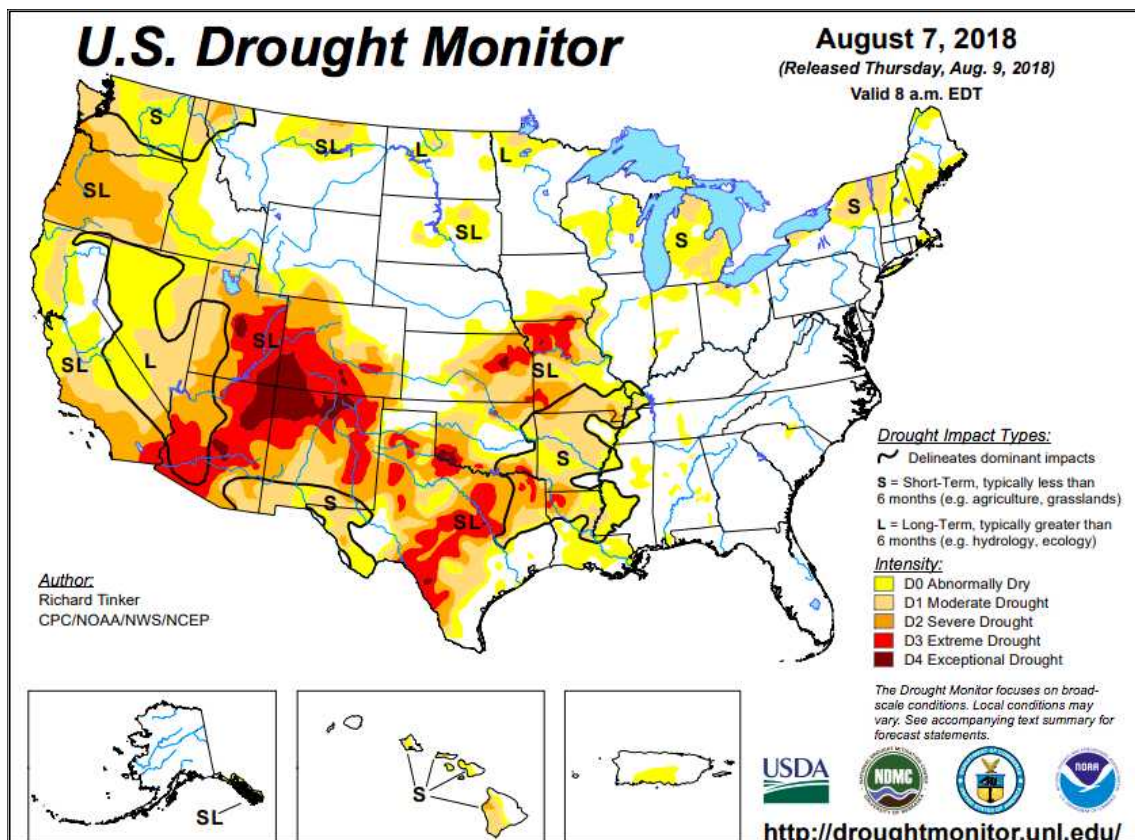 U.S. Drought Monitor
August 7, 2018
(Released Thursday, Aug. 9, 2018)
Valid 8 a.m. EDT
S
SL
L
L
SL
SL
S
S
SL
L
SL
SL
S
S
SL
Drought Impact Types:
Delineates dominant impacts
S = Short-Term, typically less than
6 months (e.g. agriculture, grasslands)
L = Long-Term, typically greater than
6 months (e.g. hydrology, ecology)
Intensity:
D0 Abnormally Dry
D1 Moderate Drought
D2 Severe Drought
D3 Extreme Drought
D4 Exceptional Drought
Author:
Richard Tinker
CPC/NOAA/NWS/NCEP
The Drought Monitor focuses on broad-
scale conditions. Local conditions may
vary. See accompanying text summary for
forecast statements.
SL
S
USDA
NDMC
NOAA
http://droughtmonitor.unl.edu/